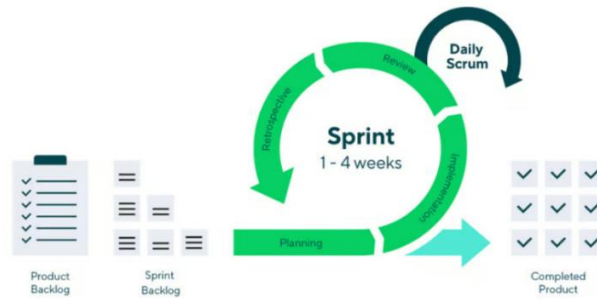 Daily
Scrum
Review
Retrospective
Sprint
1 - 4 weeks
Implementation
Planning
Product
Backlog
Sprint
Backlog
Completed
Product